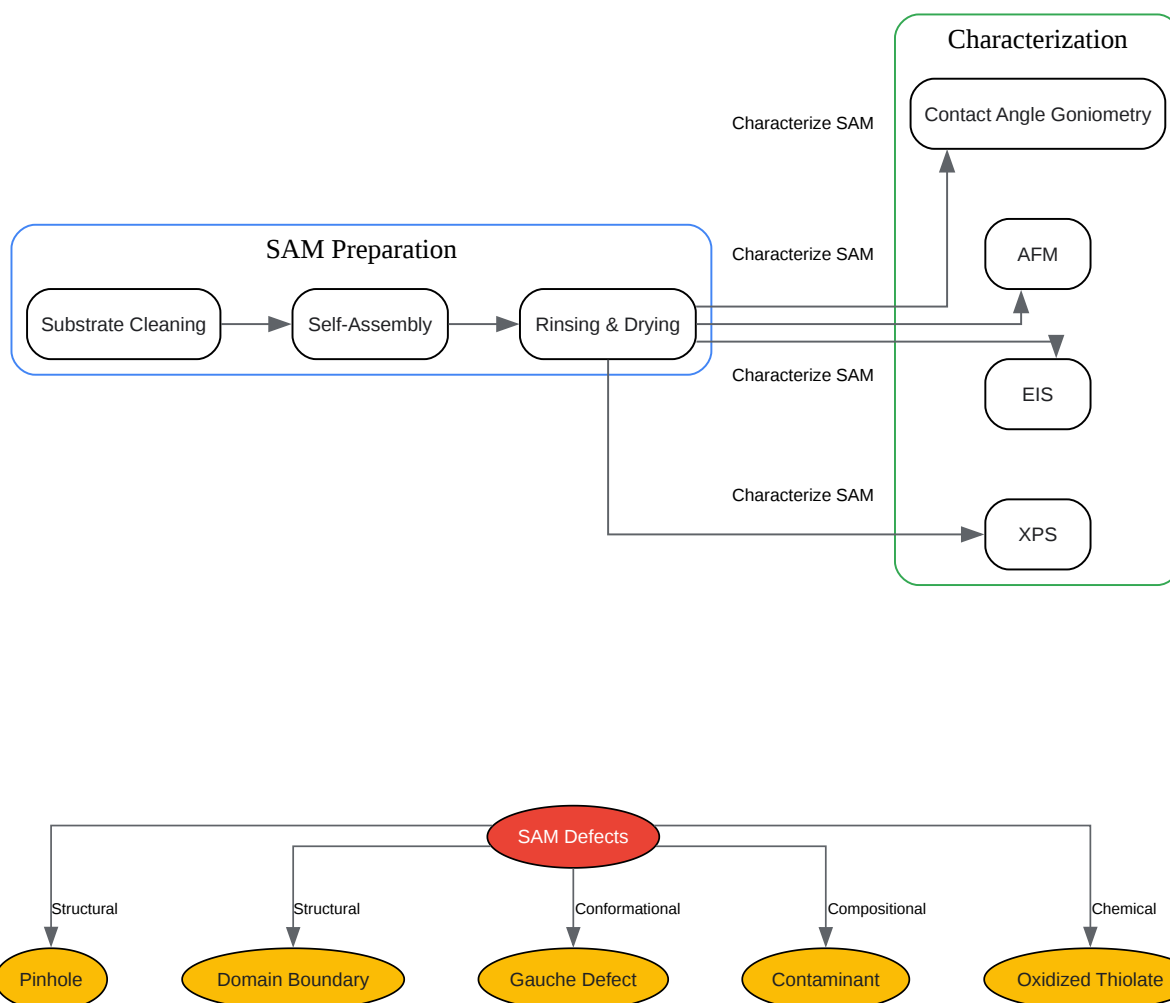 Characterization
Characterize SAM
Contact Angle Goniometry
SAM Preparation
Characterize SAM
AFM
Substrate Cleaning
Self-Assembly
Rinsing & Drying
Characterize SAM
EIS
Characterize SAM
XPS
SAM Defects
Structural
Structural
Conformational
Compositional
Chemical
Pinhole
Domain Boundary
Gauche Defect
Contaminant
Oxidized Thiolate